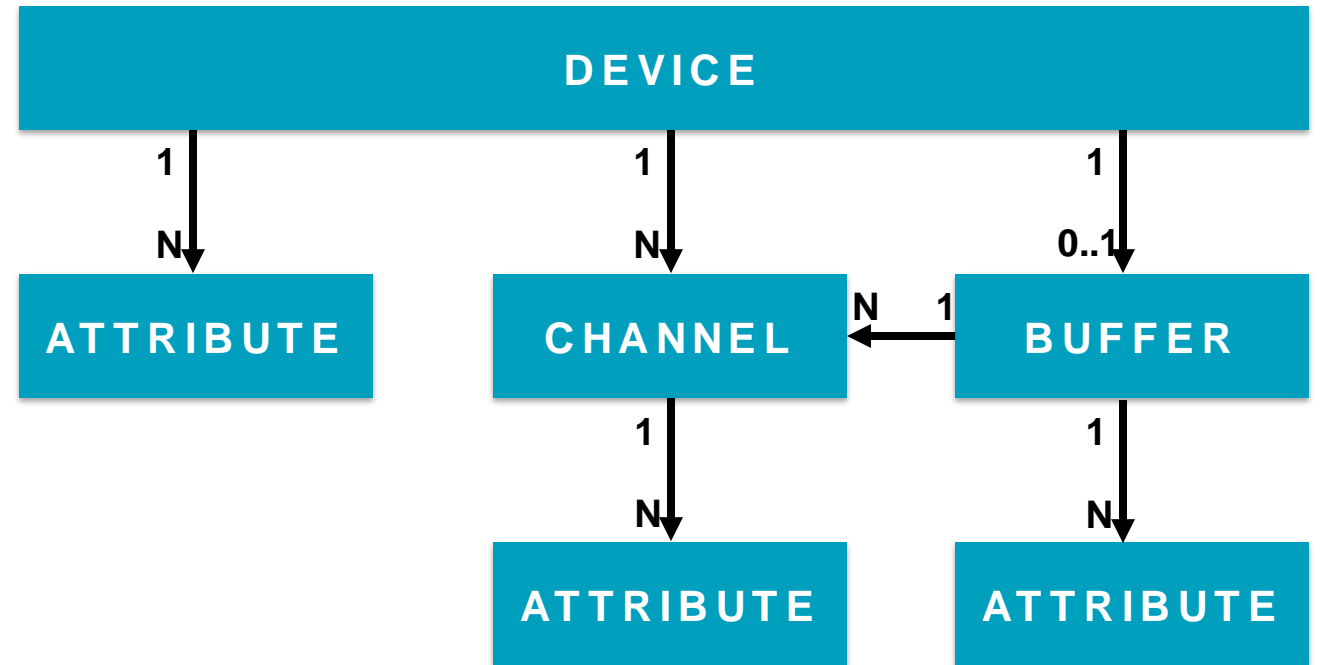 DEVICE
1 1 1
N N 0..1
N 1
ATTRIBUTE CHANNEL BUFFER
1 1
N N
ATTRIBUTE ATTRIBUTE